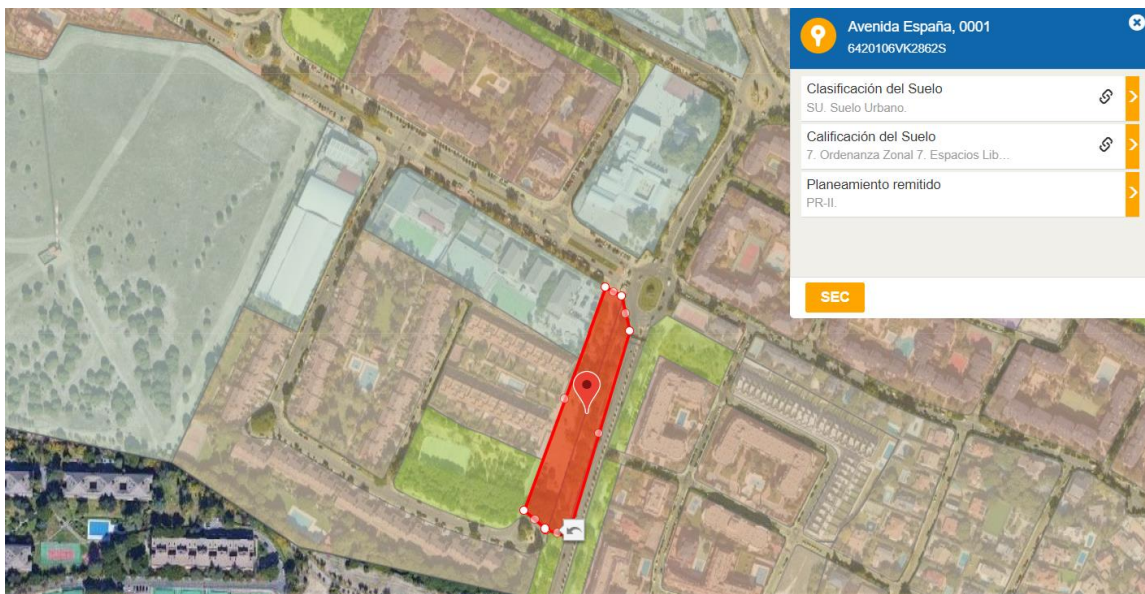 Avenida España, 0001
6420106VK2862S
Clasificación del Suelo
SU. Suelo Urbano.
Calificación del Suelo
7. Ordenanza Zonal 7. Espacios Lib...
Planeamiento remitido
PR-II.
SEC